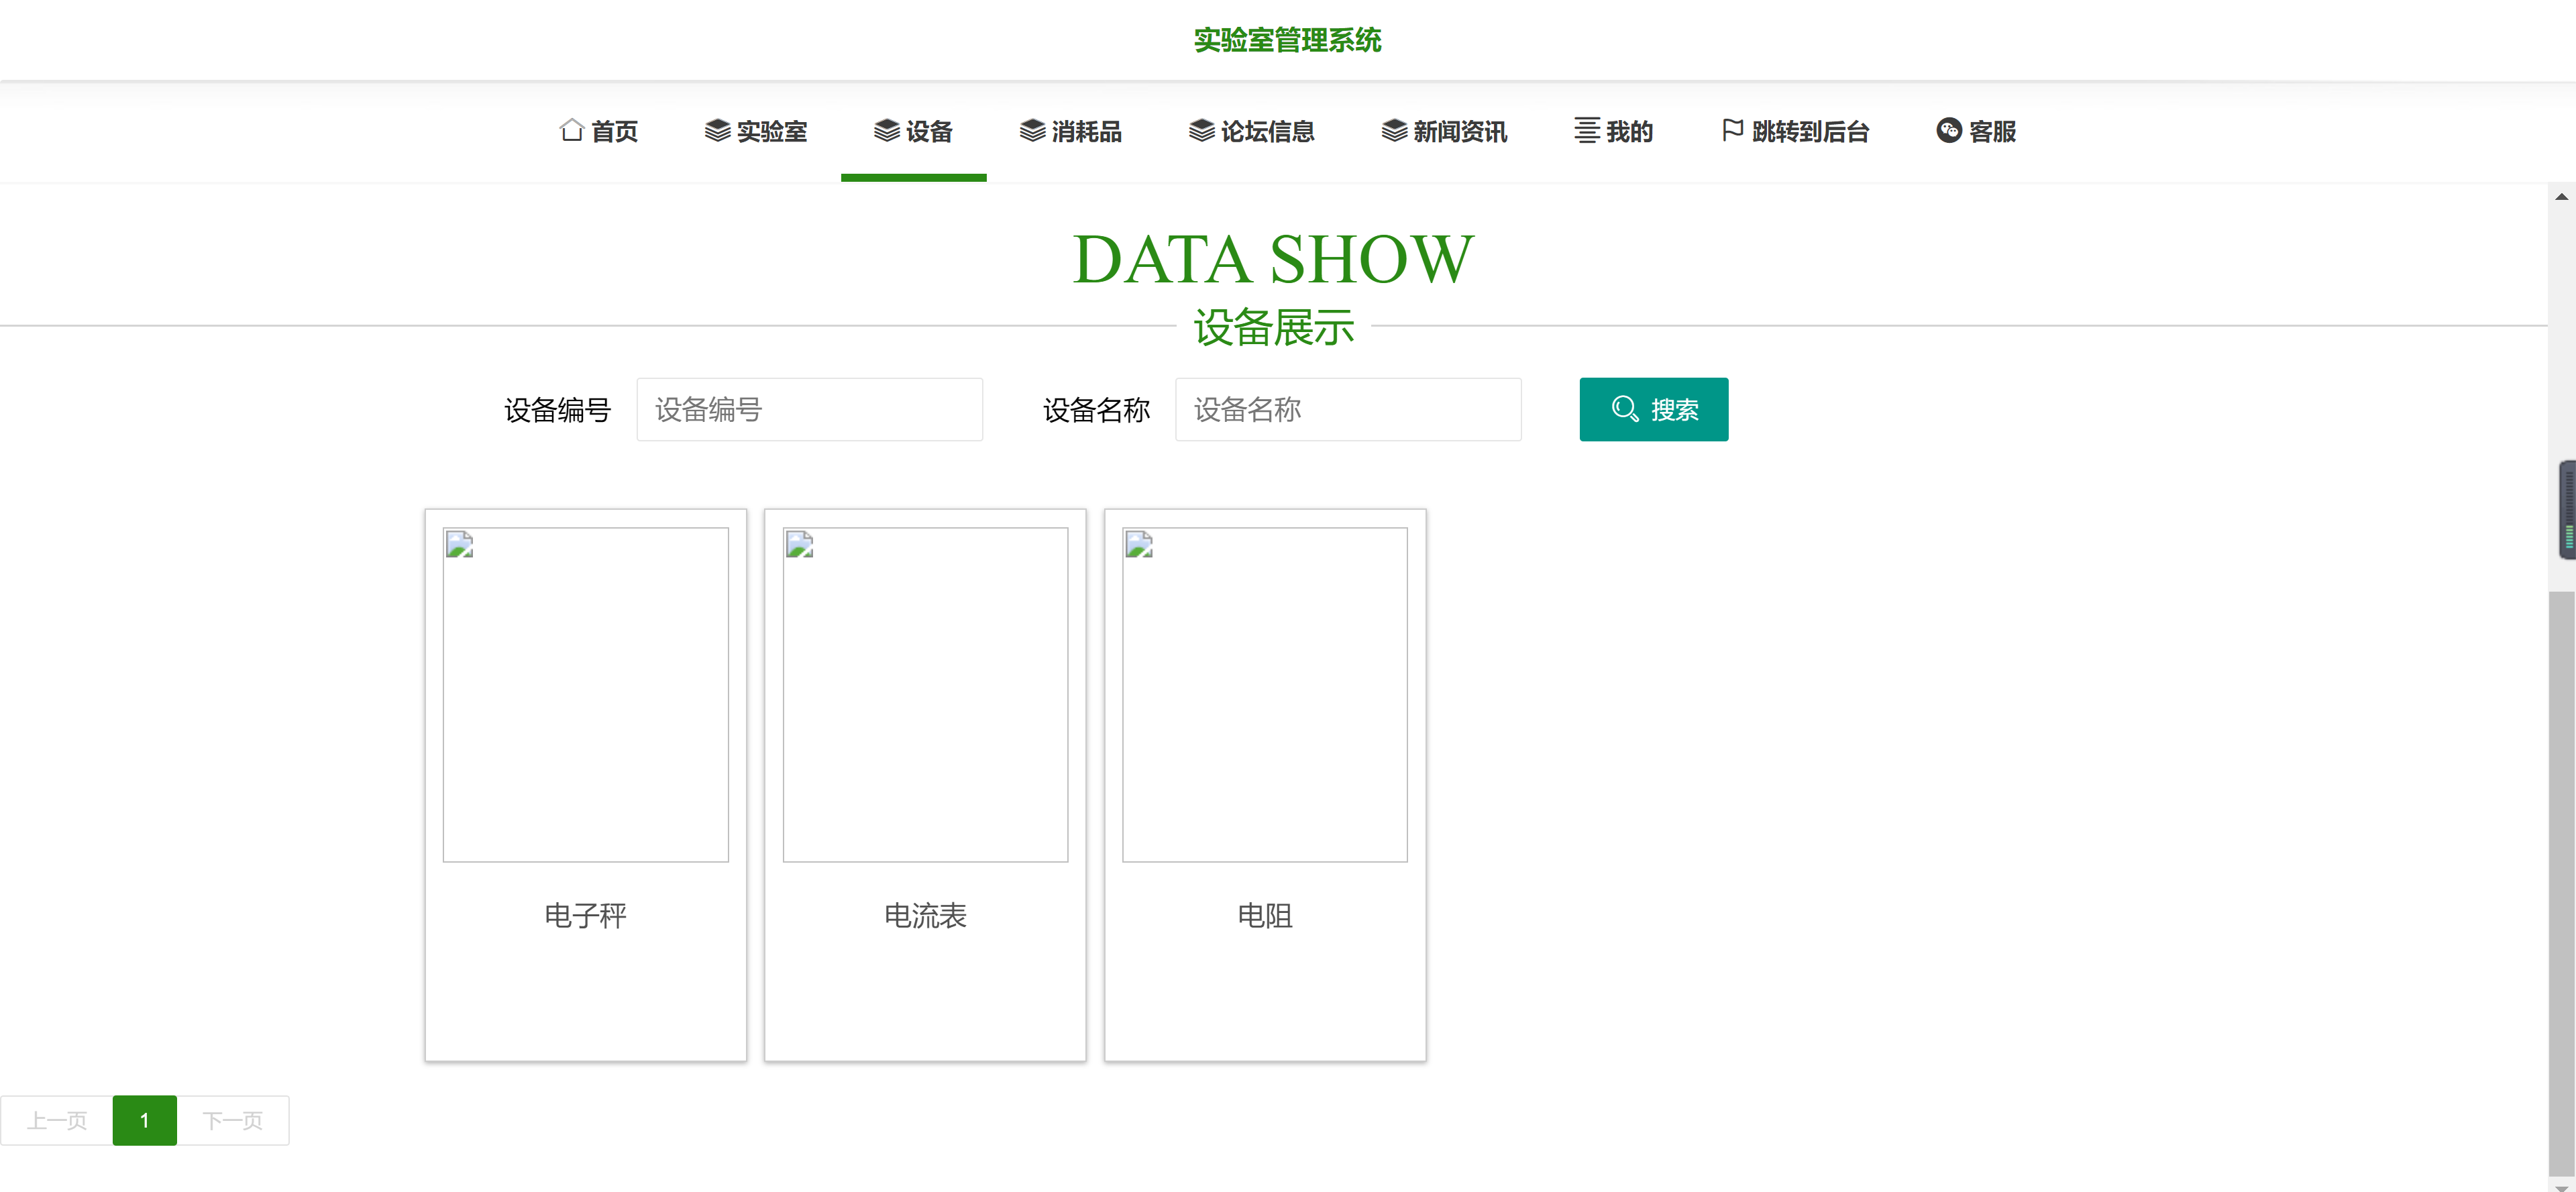 实验室管理系统
首页 实验室 设备 消耗品 论坛信息 新闻资讯 我的 跳转到后台 客服
DATA SHOW
设备展示
设备编号 设备编号 设备名称 设备名称 搜索
电子秤 电流表 电阻
上一页 1 下一页